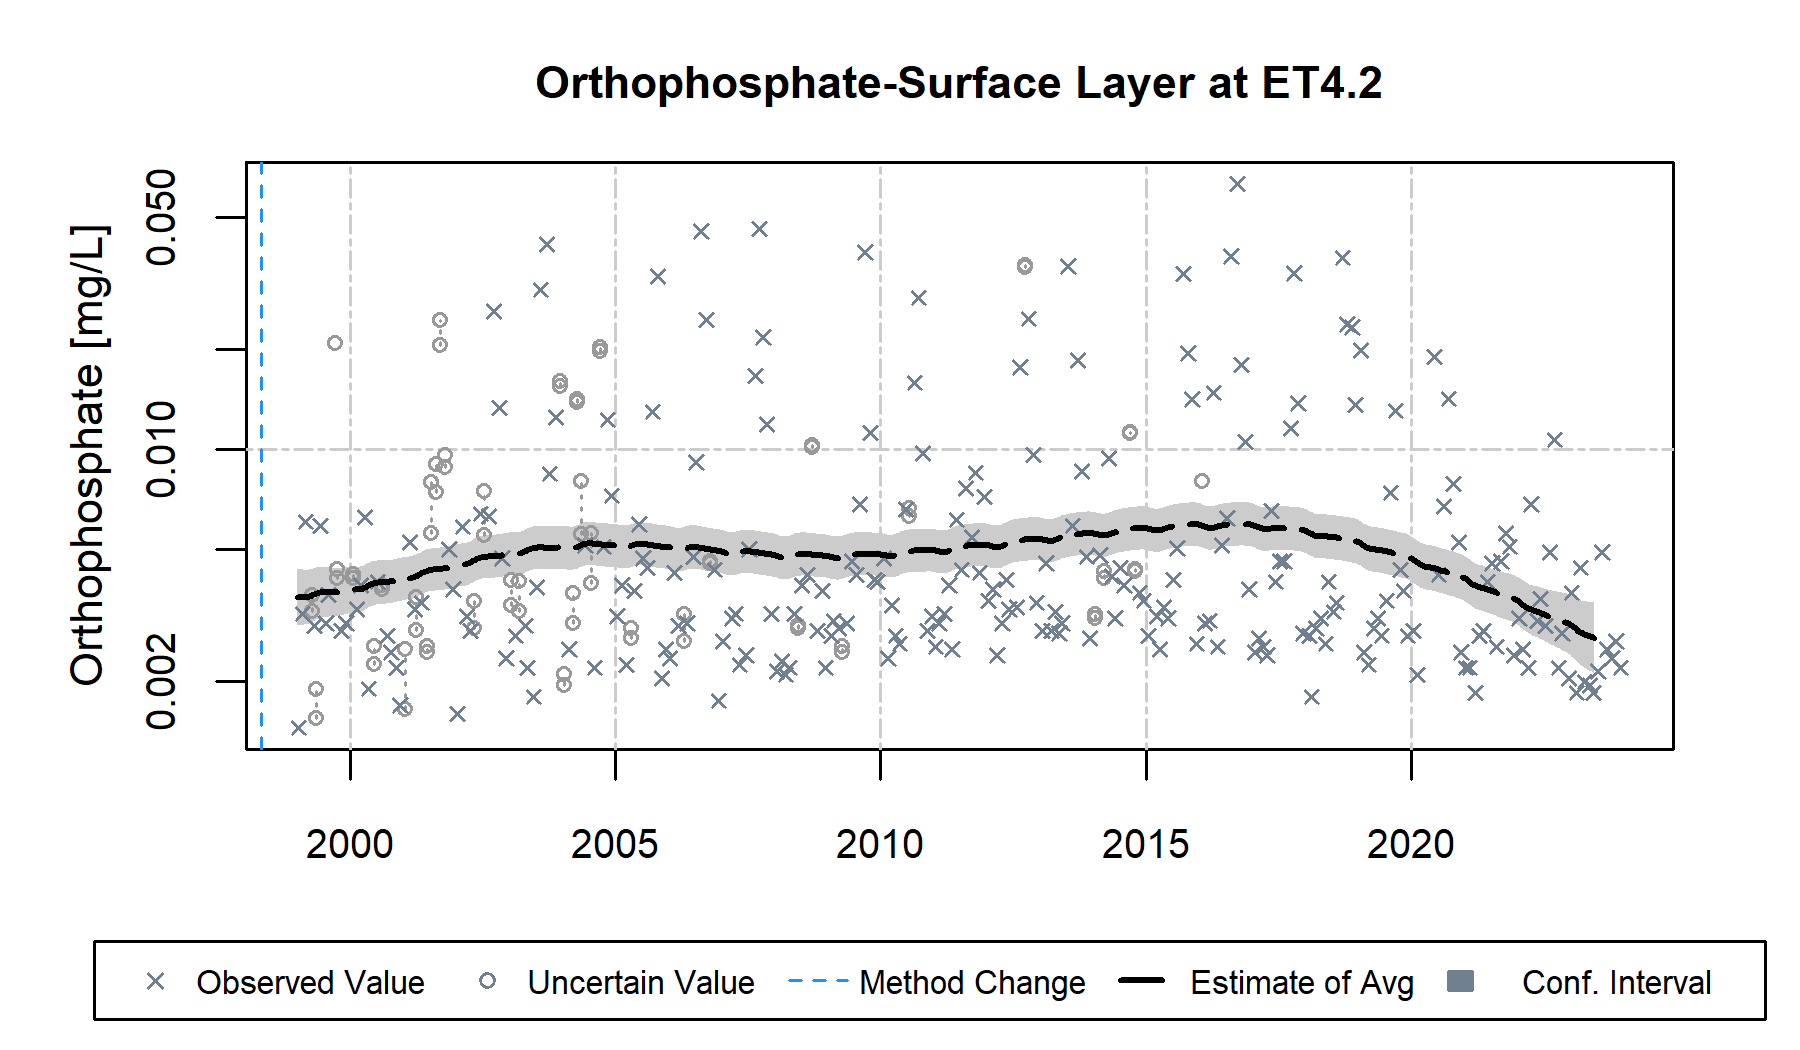 Orthophosphate-Surface Layer at ET4.2
Orthophosphate [mg/L]
0.050
0.010
0.002
2000 2005 2010 2015 2020
Observed Value Uncertain Value Method Change Estimate of Avg Conf. Interval